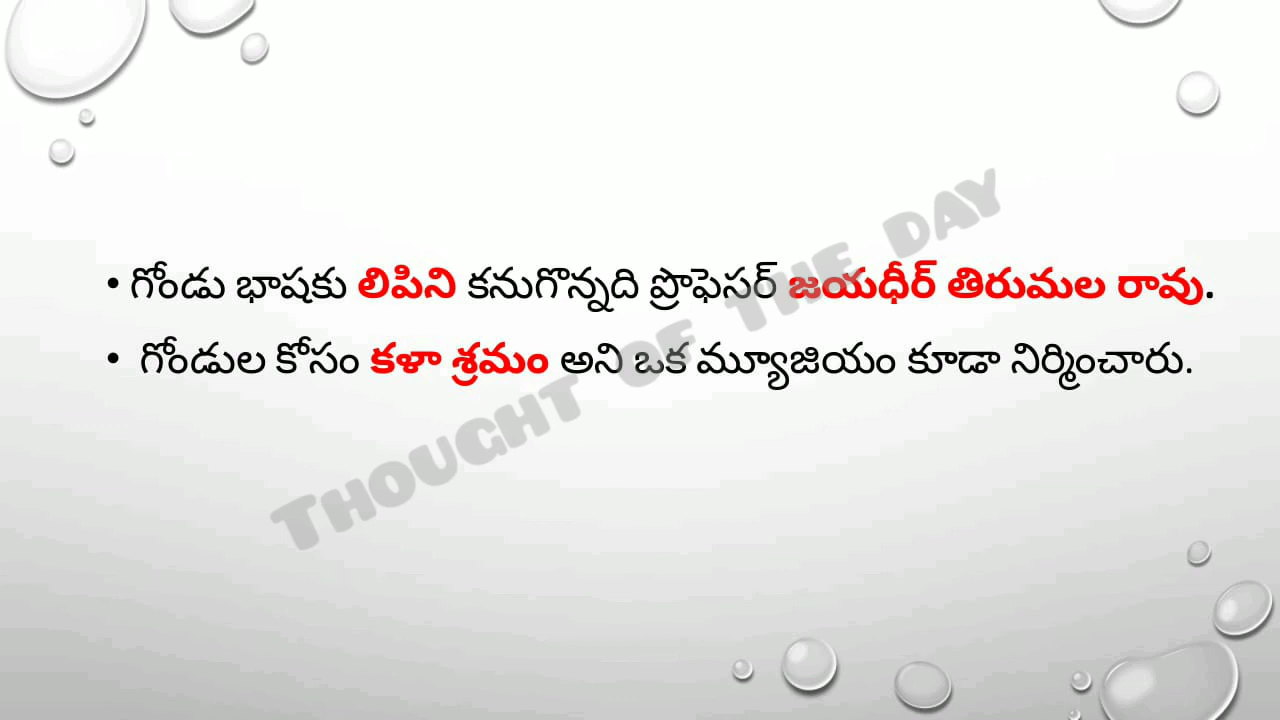 • గోండు భాషకు లిపిని కనుగొన్నది ప్రొఫెసర్ జయధీర్ తిరుమల రావు.
• గోండుల కోసం కళా శ్రమం అని ఒక మ్యూజియం కూడా నిర్మించారు.
THOUGHT OF THE DAY